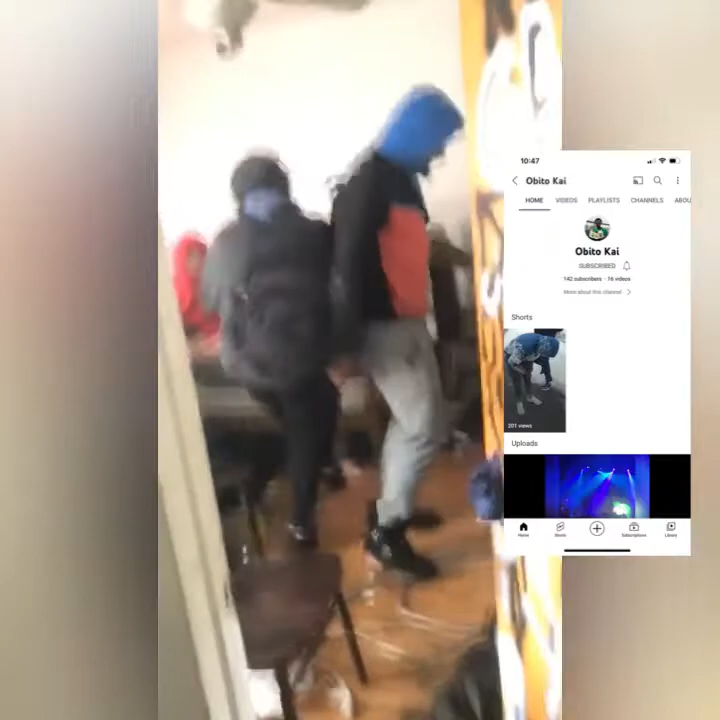 10:47
Obito Kai
HOME VIDEOS PLAYLISTS CHANNELS ABOU
Obito Kai
SUBSCRIBED
142 subscribers · 16 videos
More about this channel
Shorts
201 views
Uploads
Home Shorts Subscriptions Library